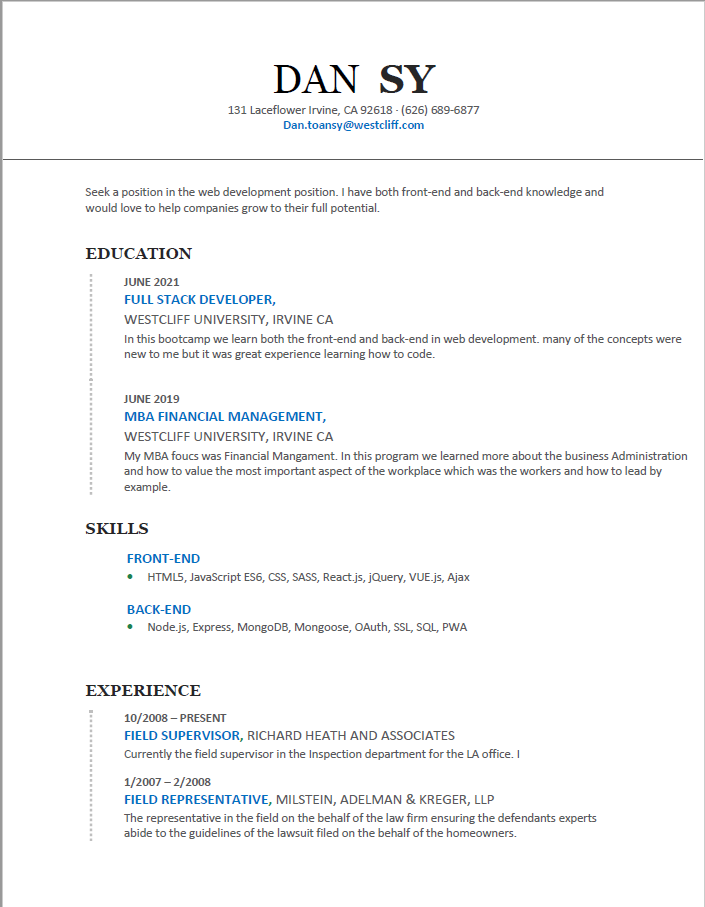 DAN SY
131 Laceflower Irvine, CA 92618 · (626) 689-6877
Dan.toansy@westcliff.com
Seek a position in the web development position. I have both front-end and back-end knowledge and
would love to help companies grow to their full potential.
EDUCATION
JUNE 2021
FULL STACK DEVELOPER,
WESTCLIFF UNIVERSITY, IRVINE CA
In this bootcamp we learn both the front-end and back-end in web development. many of the concepts were
new to me but it was great experience learning how to code.
JUNE 2019
MBA FINANCIAL MANAGEMENT,
WESTCLIFF UNIVERSITY, IRVINE CA
My MBA foucs was Financial Mangament. In this program we learned more about the business Administration
and how to value the most important aspect of the workplace which was the workers and how to lead by
example.
SKILLS
FRONT-END
• HTML5, JavaScript ES6, CSS, SASS, React.js, jQuery, VUE.js, Ajax
BACK-END
• Node.js, Express, MongoDB, Mongoose, OAuth, SSL, SQL, PWA
EXPERIENCE
10/2008 – PRESENT
FIELD SUPERVISOR, RICHARD HEATH AND ASSOCIATES
Currently the field supervisor in the Inspection department for the LA office. I
1/2007 – 2/2008
FIELD REPRESENTATIVE, MILSTEIN, ADELMAN & KREGER, LLP
The representative in the field on the behalf of the law firm ensuring the defendants experts
abide to the guidelines of the lawsuit filed on the behalf of the homeowners.